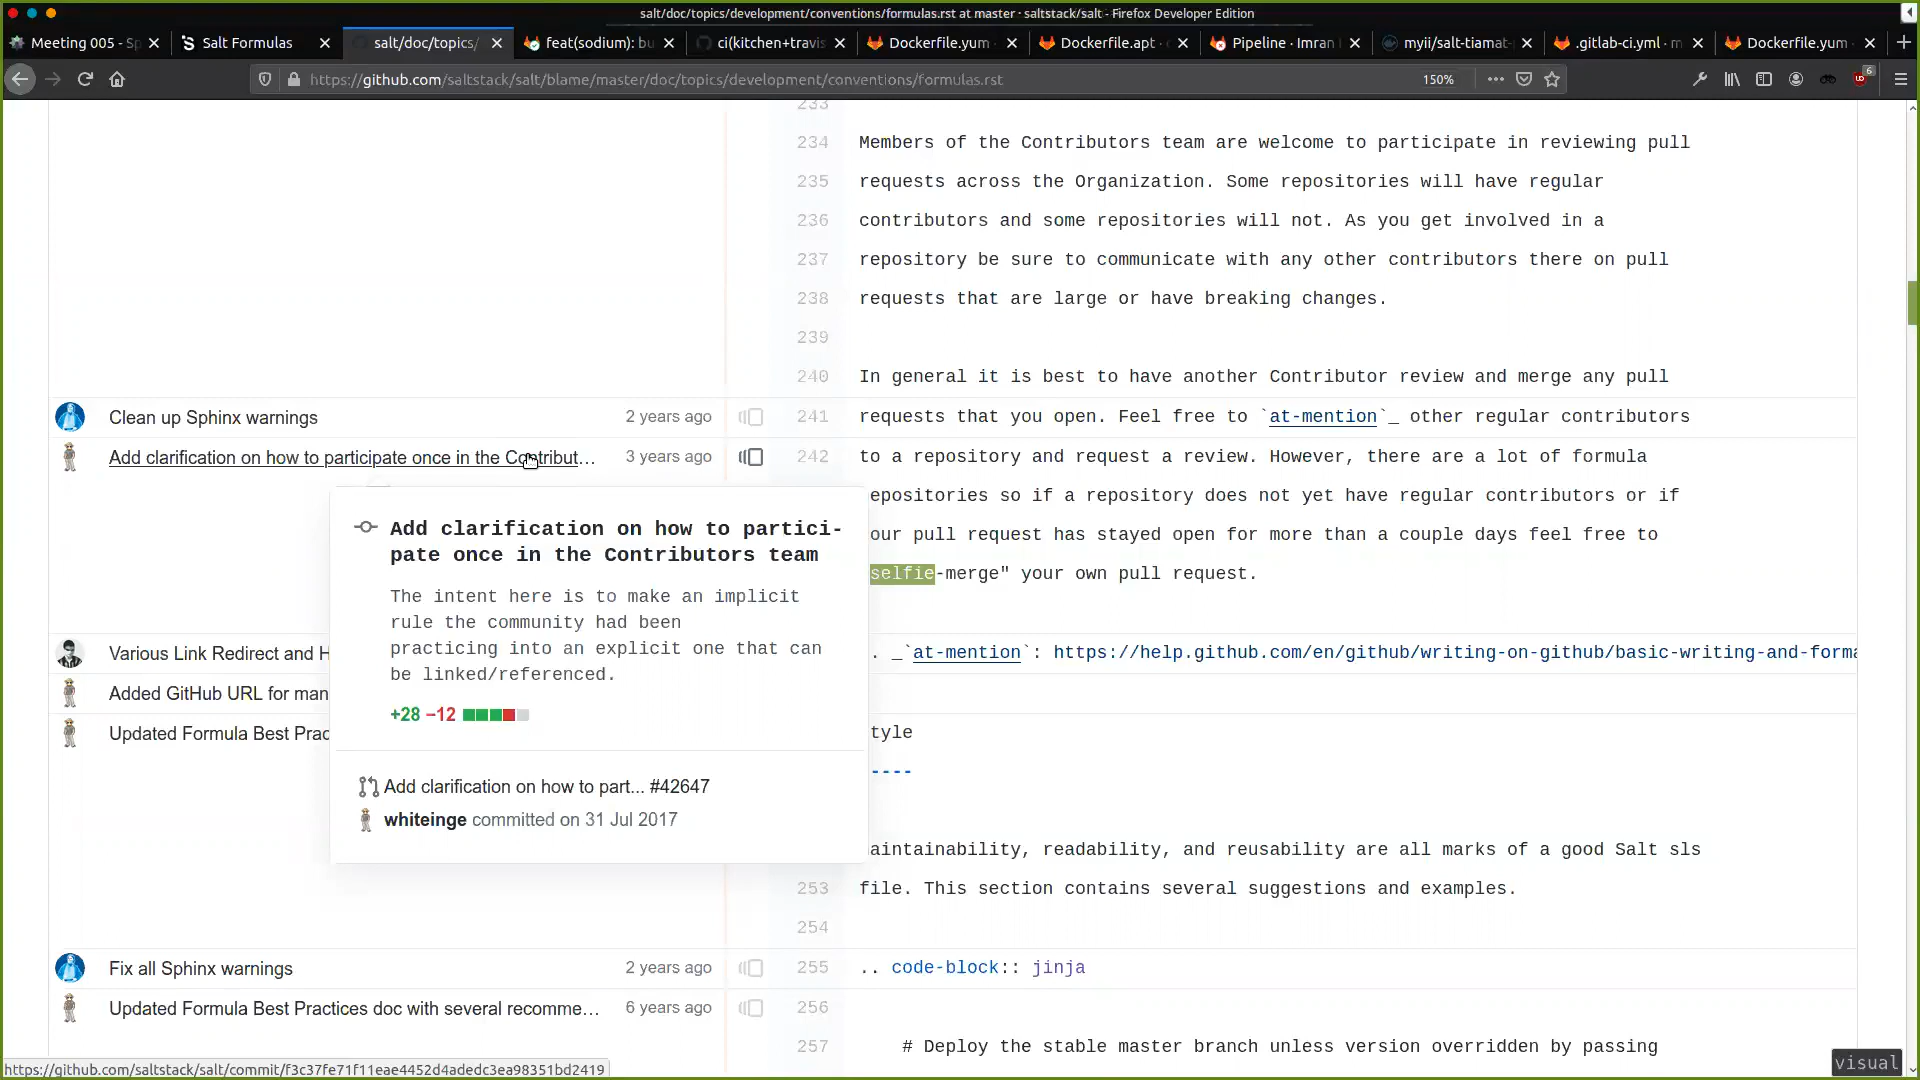 salt/doc/topics/development/conventions/formulas.rst at master · saltstack/salt - Firefox Developer Edition
Meeting 005 - Sp
Salt Formulas
salt/doc/topics/
feat(sodium): bu
ci(kitchen+travis
Dockerfile.yum
Dockerfile.apt
Pipeline · Imran
myii/salt-tiamat
.gitlab-ci.yml · m
Dockerfile.yum
https://github.com/saltstack/salt/blame/master/doc/topics/development/conventions/formulas.rst
150%
6
233
234 Members of the Contributors team are welcome to participate in reviewing pull
235 requests across the Organization. Some repositories will have regular
236 contributors and some repositories will not. As you get involved in a
237 repository be sure to communicate with any other contributors there on pull
238 requests that are large or have breaking changes.
239
240 In general it is best to have another Contributor review and merge any pull
Clean up Sphinx warnings 2 years ago 241 requests that you open. Feel free to `at-mention`_ other regular contributors
Add clarification on how to participate once in the Contribut… 3 years ago 242 to a repository and request a review. However, there are a lot of formula
epositories so if a repository does not yet have regular contributors or if
our pull request has stayed open for more than a couple days feel free to
selfie-merge" your own pull request.
Add clarification on how to partici-
pate once in the Contributors team
The intent here is to make an implicit
rule the community had been
practicing into an explicit one that can
be linked/referenced.
+28 −12
Add clarification on how to part... #42647
whiteinge committed on 31 Jul 2017
Various Link Redirect and H
. _`at-mention`: https://help.github.com/en/github/writing-on-github/basic-writing-and-forma
Added GitHub URL for man
Updated Formula Best Prac
tyle
----
aintainability, readability, and reusability are all marks of a good Salt sls
253 file. This section contains several suggestions and examples.
254
Fix all Sphinx warnings 2 years ago 255 .. code-block:: jinja
Updated Formula Best Practices doc with several recomme… 6 years ago 256
257 # Deploy the stable master branch unless version overridden by passing
https://github.com/saltstack/salt/commit/f3c37fe71f11eae4452d4adedc3ea98351bd2419
visual